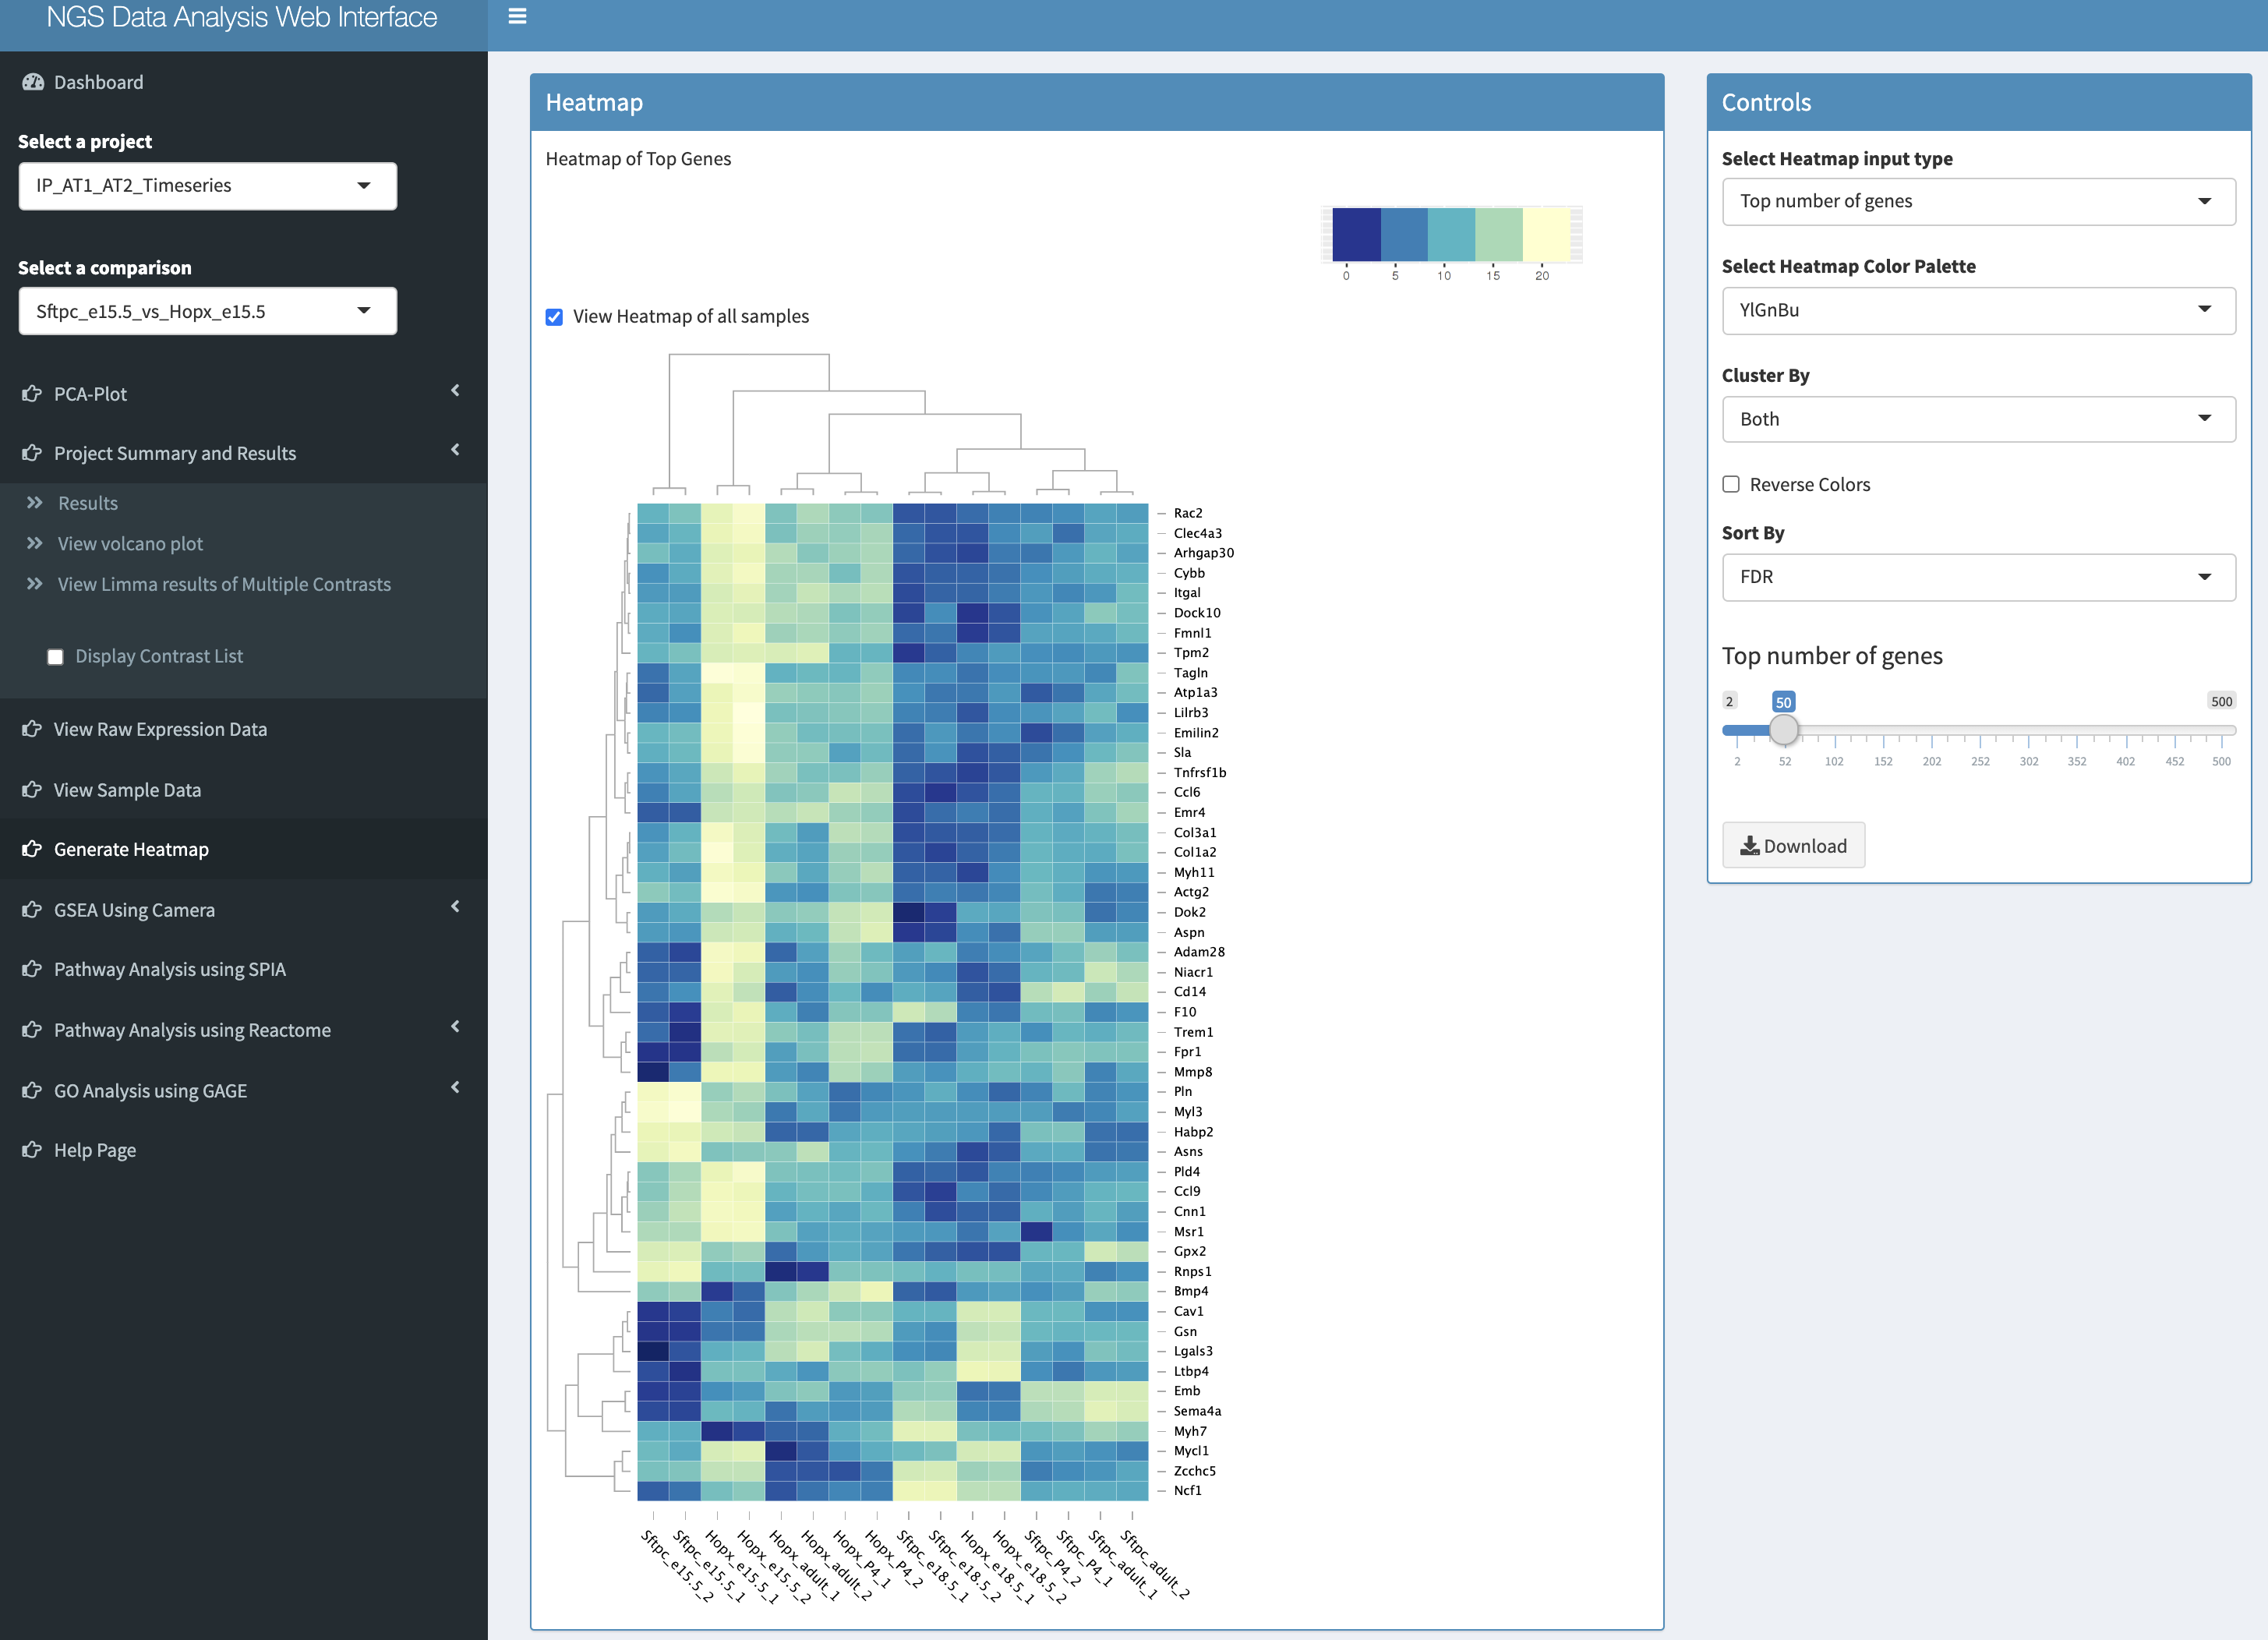 NGS Data Analysis Web Interface
Dashboard
Select a project
IP_AT1_AT2_Timeseries
Select a comparison
Sftpc_e15.5_vs_Hopx_e15.5
PCA-Plot
Project Summary and Results
Results
View volcano plot
View Limma results of Multiple Contrasts
Display Contrast List
View Raw Expression Data
View Sample Data
Generate Heatmap
GSEA Using Camera
Pathway Analysis using SPIA
Pathway Analysis using Reactome
GO Analysis using GAGE
Help Page
Heatmap
Heatmap of Top Genes
0 5 10 15 20
View Heatmap of all samples
Rac2
Clec4a3
Arhgap30
Cybb
Itgal
Dock10
Fmnl1
Tpm2
Tagln
Atp1a3
Lilrb3
Emilin2
Sla
Tnfrsf1b
Ccl6
Emr4
Col3a1
Col1a2
Myh11
Actg2
Dok2
Aspn
Adam28
Niacr1
Cd14
F10
Trem1
Fpr1
Mmp8
Pln
Myl3
Habp2
Asns
Pld4
Ccl9
Cnn1
Msr1
Gpx2
Rnps1
Bmp4
Cav1
Gsn
Lgals3
Ltbp4
Emb
Sema4a
Myh7
Mycl1
Zcchc5
Ncf1
Sftpc_e15.5_2
Sftpc_e15.5_1
Hopx_e15.5_1
Hopx_e15.5_2
Hopx_adult_1
Hopx_adult_2
Hopx_P4_1
Hopx_P4_2
Sftpc_e18.5_1
Sftpc_e18.5_2
Hopx_e18.5_1
Hopx_e18.5_2
Sftpc_P4_2
Sftpc_P4_1
Sftpc_adult_1
Sftpc_adult_2
Controls
Select Heatmap input type
Top number of genes
Select Heatmap Color Palette
YlGnBu
Cluster By
Both
Reverse Colors
Sort By
FDR
Top number of genes
2 50 500
2 52 102 152 202 252 302 352 402 452 500
Download